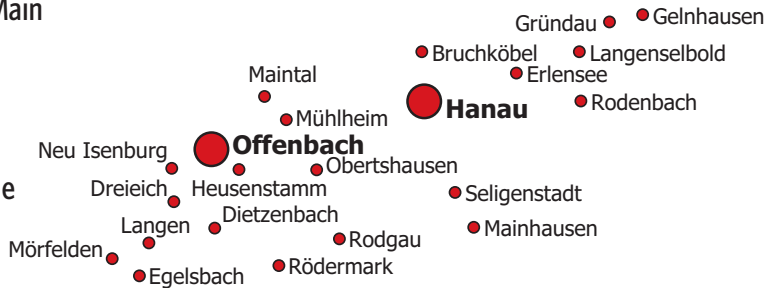 Main
Gelnhausen
Gründau
Bruchköbel
Langenselbold
Maintal
Erlensee
Hanau
Rodenbach
Mühlheim
Offenbach
Neu Isenburg
Obertshausen
e
Dreieich
Heusenstamm
Seligenstadt
Dietzenbach
Langen
Mainhausen
Rodgau
Mörfelden
Rödermark
Egelsbach